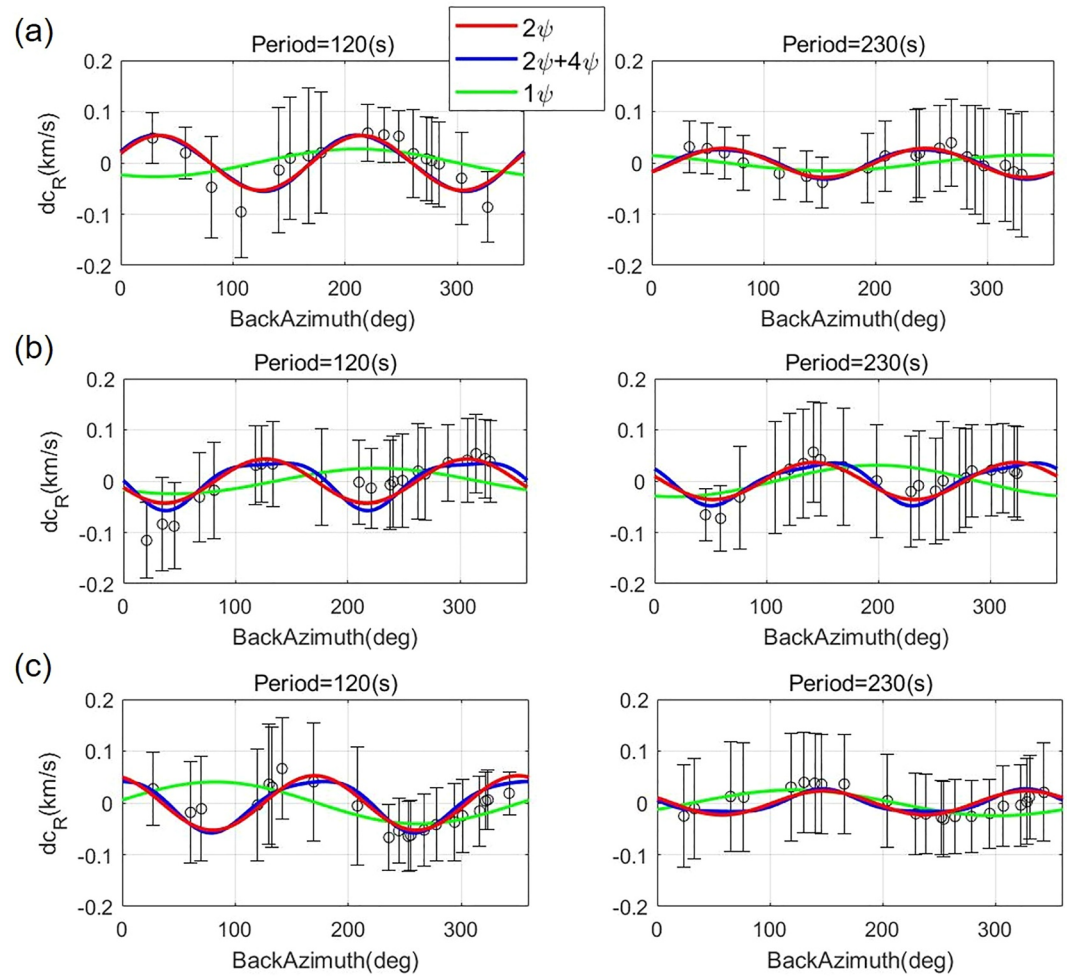 (a)
2ψ
2ψ+4ψ
1ψ
Period=120(s)
0.2
0.1
0
-0.1
-0.2
dc_R(km/s)
0 100 200 300
BackAzimuth(deg)
Period=230(s)
0.2
0.1
0
-0.1
-0.2
0 100 200 300
BackAzimuth(deg)
(b)
Period=120(s)
0.2
0.1
0
-0.1
-0.2
dc_R(km/s)
0 100 200 300
BackAzimuth(deg)
Period=230(s)
0.2
0.1
0
-0.1
-0.2
0 100 200 300
BackAzimuth(deg)
(c)
Period=120(s)
0.2
0.1
0
-0.1
-0.2
dc_R(km/s)
0 100 200 300
BackAzimuth(deg)
Period=230(s)
0.2
0.1
0
-0.1
-0.2
0 100 200 300
BackAzimuth(deg)